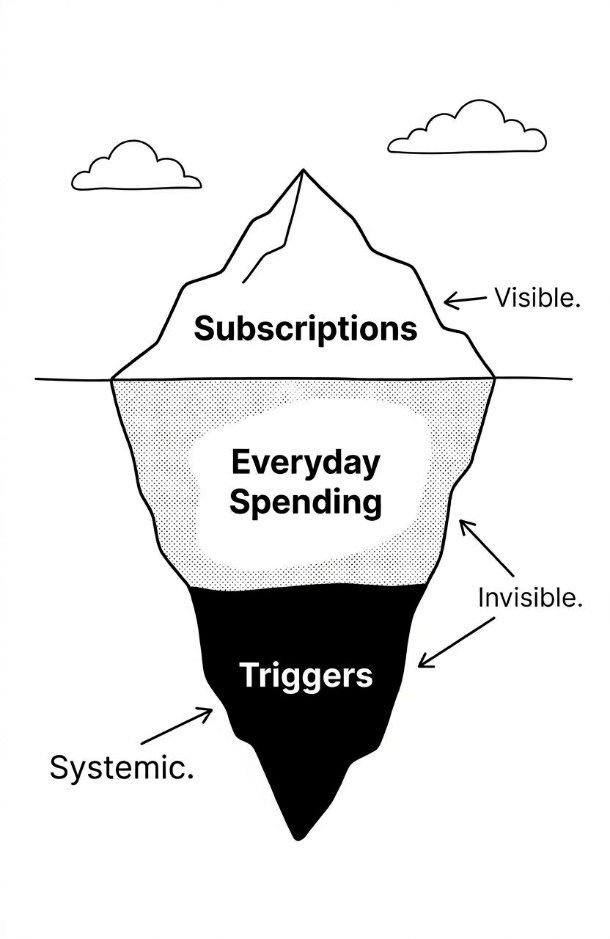 Visible.
Subscriptions
Everyday
Spending
Invisible.
Triggers
Systemic.